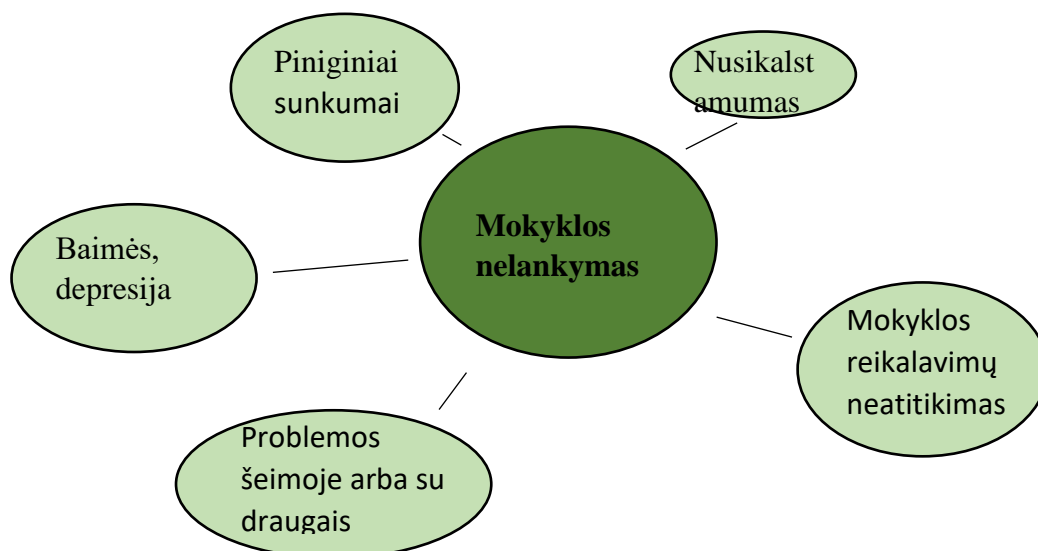 Piniginiai
sunkumai
Nusikalst
amumas
Mokyklos
nelankymas
Baimės,
depresija
Mokyklos
reikalavimų
neatitikimas
Problemos
šeimoje arba su
draugais